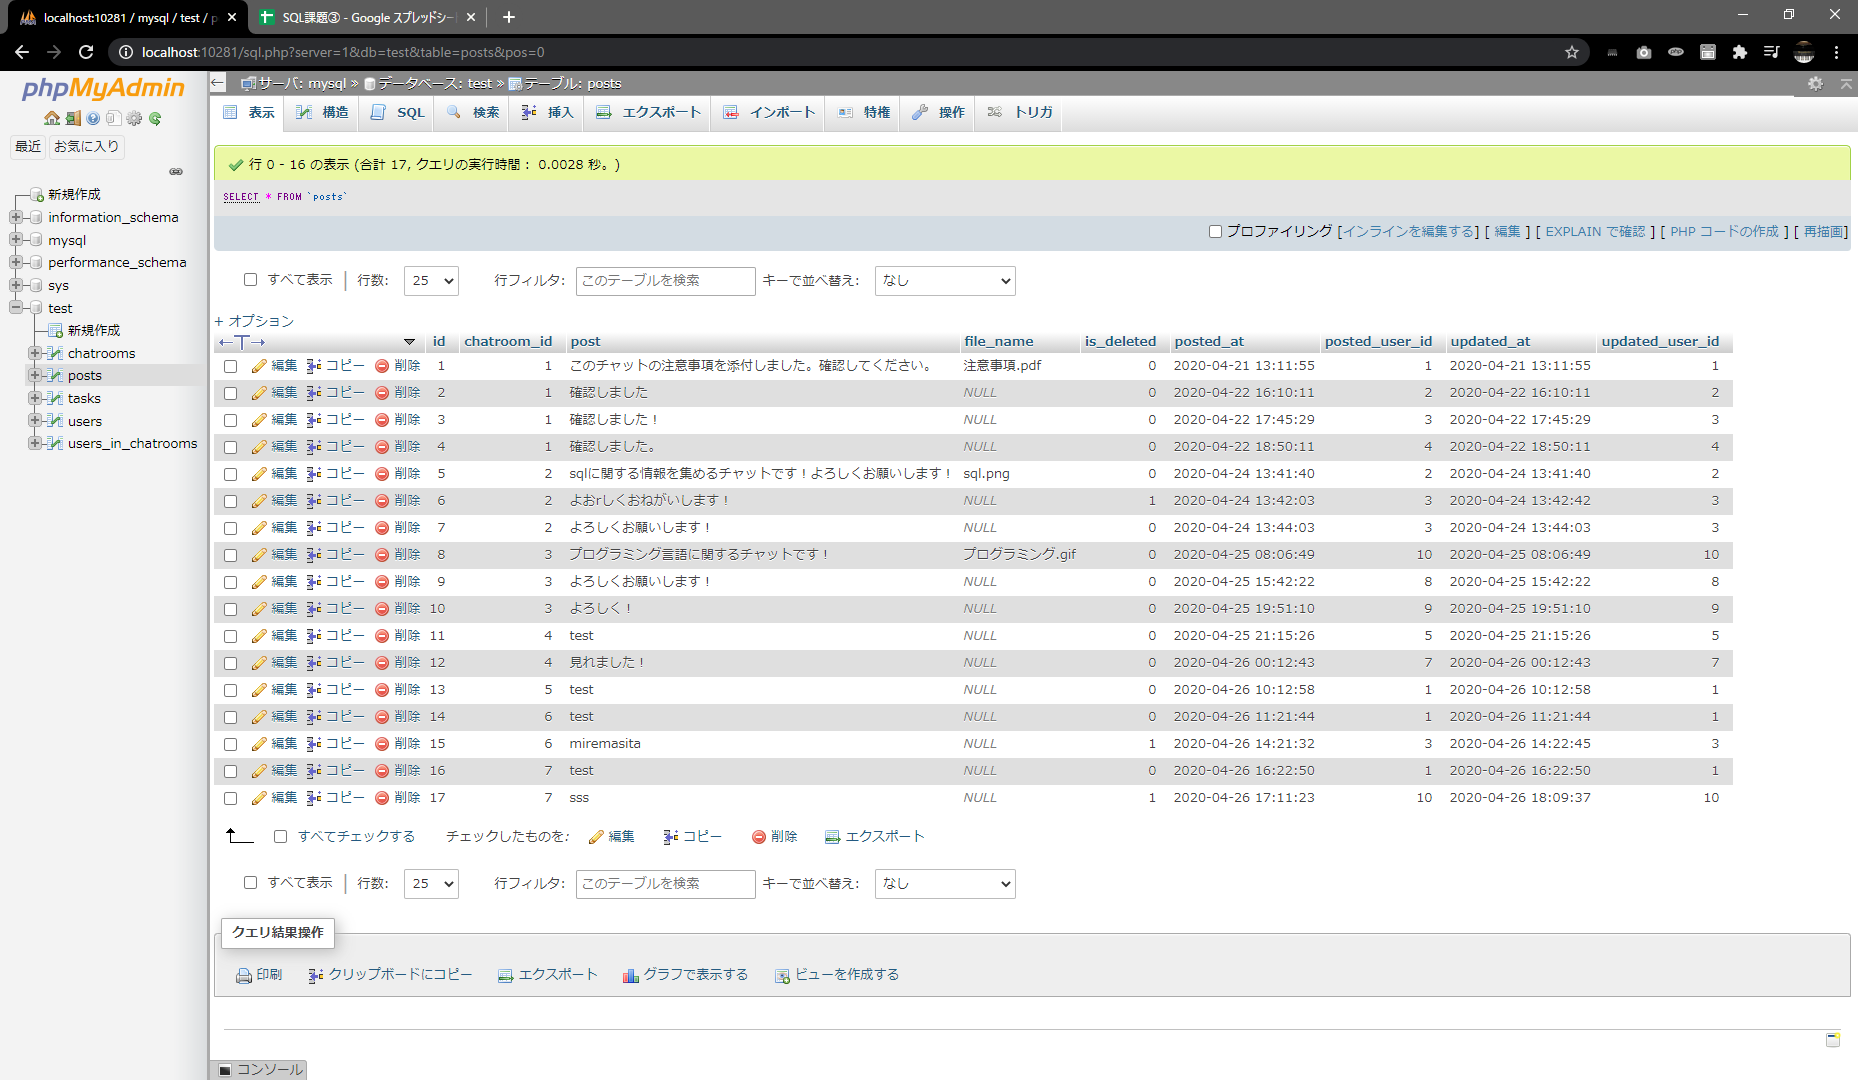 localhost:10281 / mysql / test / p
SQL課題③ - Google スプレッドシー
localhost:10281/sql.php?server=1&db=test&table=posts&pos=0
phpMyAdmin
最近 お気に入り
新規作成
information_schema
mysql
performance_schema
sys
test
新規作成
chatrooms
posts
tasks
users
users_in_chatrooms
サーバ: mysql » データベース: test » テーブル: posts
表示 構造 SQL 検索 挿入 エクスポート インポート 特権 操作 トリガ
行 0 - 16 の表示 (合計 17, クエリの実行時間： 0.0028 秒。)
SELECT * FROM `posts`
プロファイリング [インラインを編集する] [ 編集 ] [ EXPLAIN で確認 ] [ PHP コードの作成 ] [ 再描画]
すべて表示 | 行数: 25 行フィルタ: このテーブルを検索 キーで並べ替え: なし
+ オプション
←T→ id chatroom_id post file_name is_deleted posted_at posted_user_id updated_at updated_user_id
編集 コピー 削除 1 1 このチャットの注意事項を添付しました。確認してください。 注意事項.pdf 0 2020-04-21 13:11:55 1 2020-04-21 13:11:55 1
編集 コピー 削除 2 1 確認しました NULL 0 2020-04-22 16:10:11 2 2020-04-22 16:10:11 2
編集 コピー 削除 3 1 確認しました！ NULL 0 2020-04-22 17:45:29 3 2020-04-22 17:45:29 3
編集 コピー 削除 4 1 確認しました。 NULL 0 2020-04-22 18:50:11 4 2020-04-22 18:50:11 4
編集 コピー 削除 5 2 sqlに関する情報を集めるチャットです！よろしくお願いします！ sql.png 0 2020-04-24 13:41:40 2 2020-04-24 13:41:40 2
編集 コピー 削除 6 2 よおrしくおねがいします！ NULL 1 2020-04-24 13:42:03 3 2020-04-24 13:42:42 3
編集 コピー 削除 7 2 よろしくお願いします！ NULL 0 2020-04-24 13:44:03 3 2020-04-24 13:44:03 3
編集 コピー 削除 8 3 プログラミング言語に関するチャットです！ プログラミング.gif 0 2020-04-25 08:06:49 10 2020-04-25 08:06:49 10
編集 コピー 削除 9 3 よろしくお願いします！ NULL 0 2020-04-25 15:42:22 8 2020-04-25 15:42:22 8
編集 コピー 削除 10 3 よろしく！ NULL 0 2020-04-25 19:51:10 9 2020-04-25 19:51:10 9
編集 コピー 削除 11 4 test NULL 0 2020-04-25 21:15:26 5 2020-04-25 21:15:26 5
編集 コピー 削除 12 4 見れました！ NULL 0 2020-04-26 00:12:43 7 2020-04-26 00:12:43 7
編集 コピー 削除 13 5 test NULL 0 2020-04-26 10:12:58 1 2020-04-26 10:12:58 1
編集 コピー 削除 14 6 test NULL 0 2020-04-26 11:21:44 1 2020-04-26 11:21:44 1
編集 コピー 削除 15 6 miremasita NULL 1 2020-04-26 14:21:32 3 2020-04-26 14:22:45 3
編集 コピー 削除 16 7 test NULL 0 2020-04-26 16:22:50 1 2020-04-26 16:22:50 1
編集 コピー 削除 17 7 sss NULL 1 2020-04-26 17:11:23 10 2020-04-26 18:09:37 10
すべてチェックする チェックしたものを: 編集 コピー 削除 エクスポート
すべて表示 | 行数: 25 行フィルタ: このテーブルを検索 キーで並べ替え: なし
クエリ結果操作
印刷 クリップボードにコピー エクスポート グラフで表示する ビューを作成する
コンソール